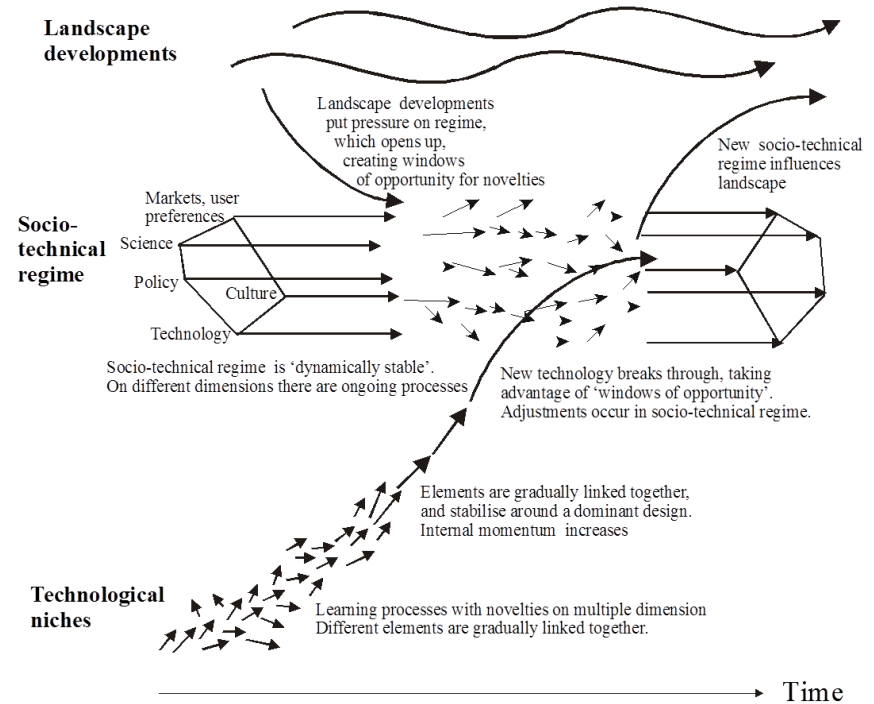 Landscape
developments
Landscape developments
put pressure on regime,
which opens up,
creating windows
of opportunity for novelties
New socio-technical
regime influences
landscape
Socio-
technical
regime
Markets, user
preferences
Science
Policy
Culture
Technology
Socio-technical regime is ‘dynamically stable’.
On different dimensions there are ongoing processes
New technology breaks through, taking
advantage of ‘windows of opportunity’.
Adjustments occur in socio-technical regime.
Elements are gradually linked together,
and stabilise around a dominant design.
Internal momentum increases
Technological
niches
Learning processes with novelties on multiple dimension
Different elements are gradually linked together.
Time